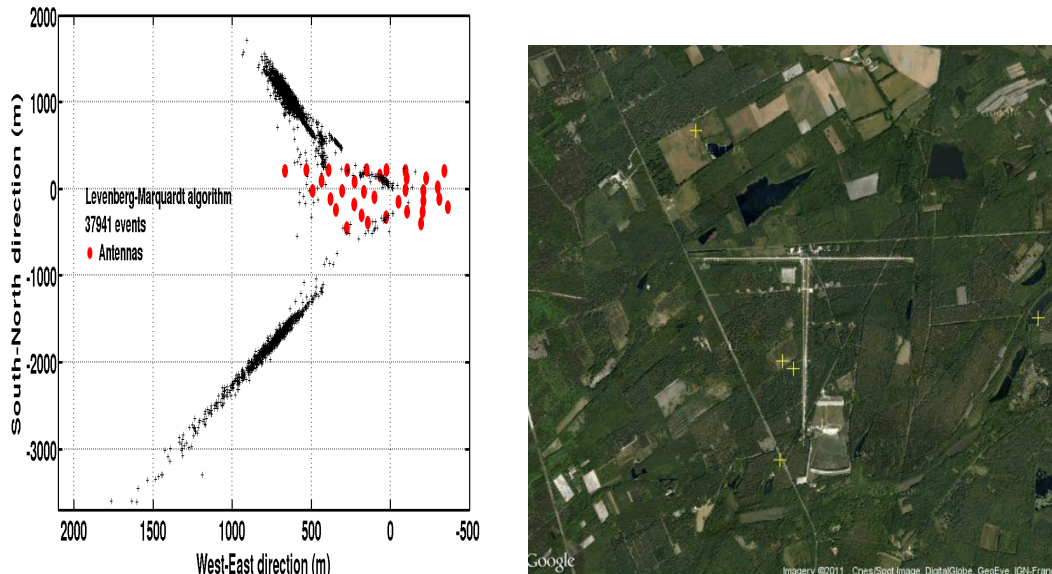 2000
1000
0
-1000
-2000
-3000
South-North direction (m)
Levenberg-Marquardt algorithm
37941 events
Antennas
2000
1500
1000
500
0
-500
West-East direction (m)
Google
Imagery ©2011 , Cnes/Spot Image, DigitalGlobe, GeoEye, IGN-Fran